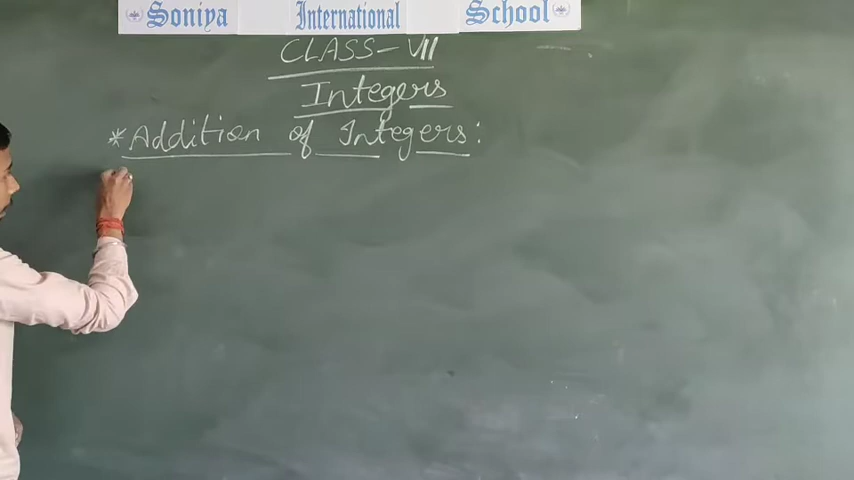 Soniya International School
CLASS-VII
Integers
*Addition of Integers: